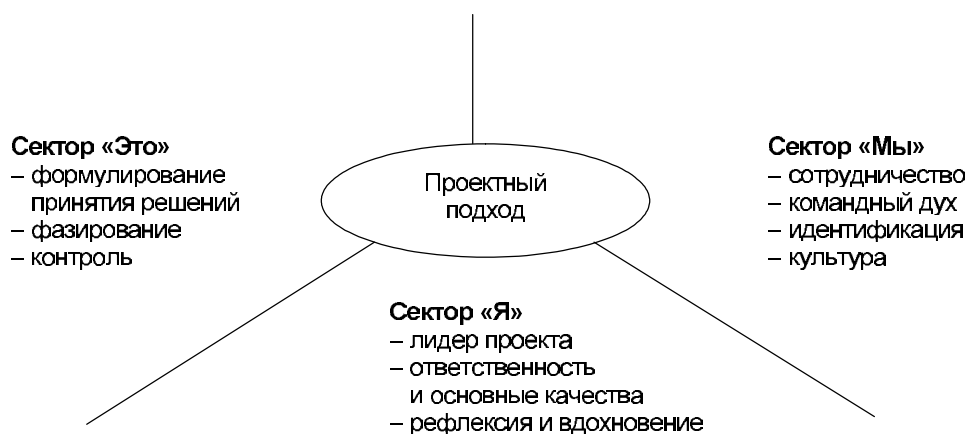 Сектор «Это»
– формулирование
принятия решений
– фазирование
– контроль
Проектный
подход
Сектор «Мы»
– сотрудничество
– командный дух
– идентификация
– культура
Сектор «Я»
– лидер проекта
– ответственность
и основные качества
– рефлексия и вдохновение